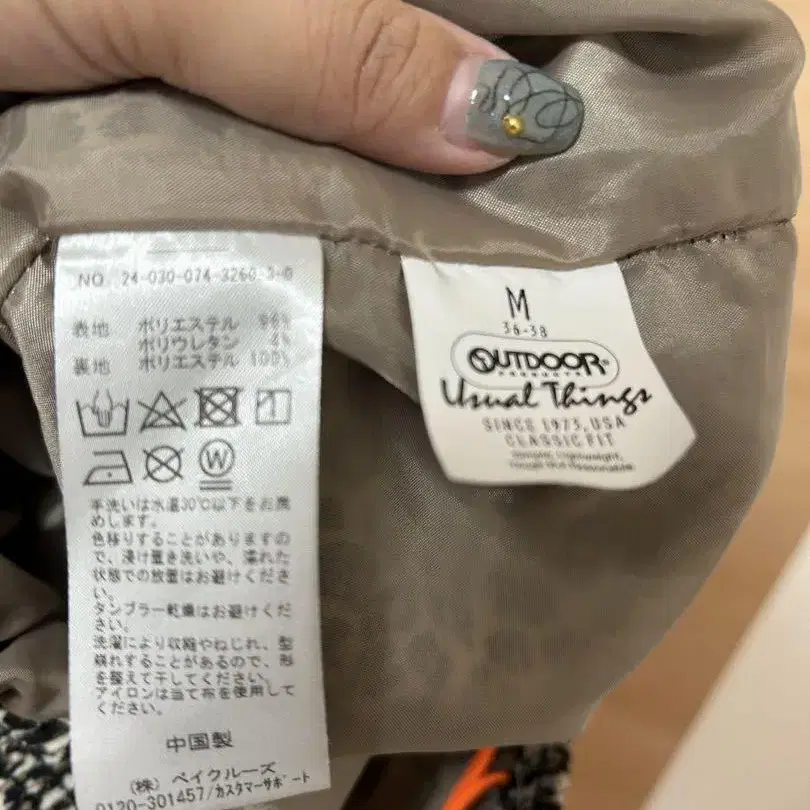 NO. 24-030-074-3260-3-0
表地 ポリエステル 96%
ポリウレタン 4%
裏地 ポリエステル 100%
W
手洗いは水温30℃以下をお薦
めします。
色移りすることがありますの
で、浸け置き洗いや、濡れた
状態での放置はお避けくださ
い。
タンブラー乾燥はお避けくだ
さい。
洗濯により収縮やねじれ、型
崩れすることがあるので、形
を整えて干してください。
アイロンは当て布を使用して
ください。
中国製
(株) ベイクルーズ
0120-301457/カスタマーサポート
M
36-38
OUTDOOR®
PRODUCTS
Usual Things
SINCE 1973, USA
CLASSIC FIT